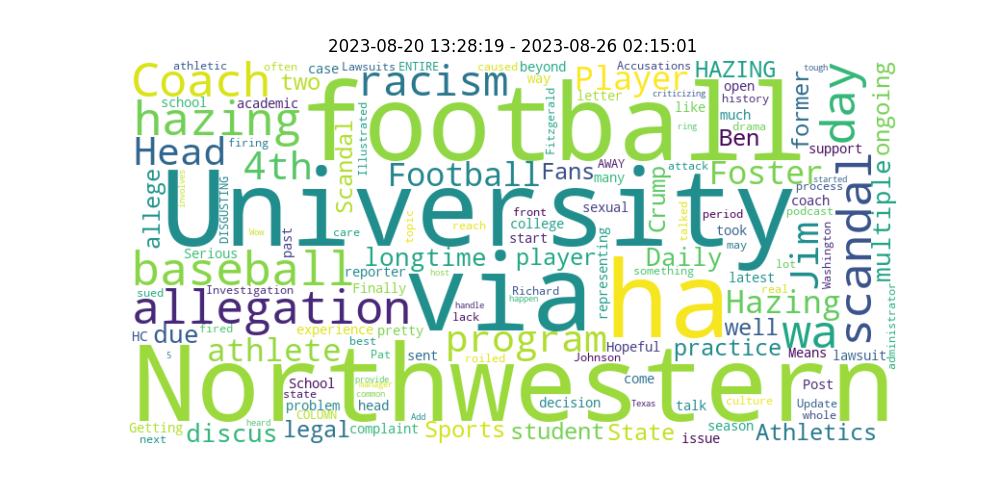 2023-08-20 13:28:19 - 2023-08-26 02:15:01
athletic
often
case
Lawsuits
ENTIRE
caused
beyond
Accusations
HAZING
tough
Coach
two
racism
way
Player
criticizing
open
former
day
ongoing
school
academic
letter
like
history
hazing
football
much
drama
Illustrated
Fitzgerald
ring
Ben
support
firing
Head
4th
Scandal
Football
Fans
AWAY
many
attack
Foster
process
started
scandal
multiple
allege
involves
DISGUSTING
University
front
college
start
sexual
crump
talked
period
took
may
coach
podcast
Wow
past
care
topic
reach
representing
Jim
Washington
Serious
baseball
longtime
player
Daily
something
latest
lot
real
reporter
host
sued
Investigation
Finally
via
handle
lack
Richard
happen
ha
Hazing
allegation
HC
due
fired
experience
pretty
program
Hopeful
well
wa
administrator
athlete
best
Pat
sent
roiled
Johnson
practice
Means
lawsuit
5
Northwestern
School
state
provide
manager
common
come
Post
problem
head
decision
Texas
culture
Update
whole
COLUMN
Add
talk
season
Getting
next
discus
heard
legal
complaint
Sports
student
State
issue
Athletics